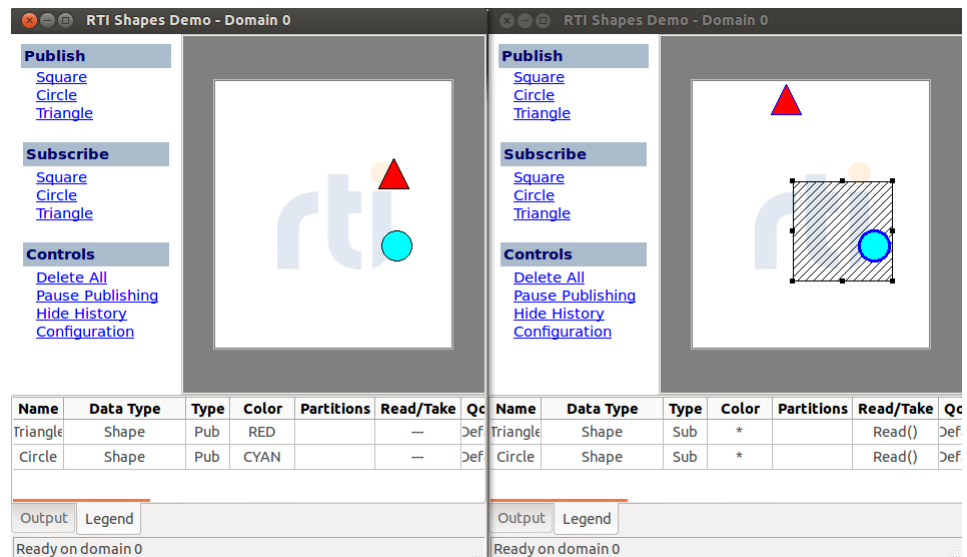 RTI Shapes Demo - Domain 0
Publish
Square
Circle
Triangle
Subscribe
Square
Circle
Triangle
Controls
Delete All
Pause Publishing
Hide History
Configuration
rti
Name Data Type Type Color Partitions Read/Take
Triangle Shape Pub RED ---
Circle Shape Pub CYAN ---
Output Legend
Ready on domain 0
RTI Shapes Demo - Domain 0
Publish
Square
Circle
Triangle
Subscribe
Square
Circle
Triangle
Controls
Delete All
Pause Publishing
Hide History
Configuration
rti
Name Data Type Type Color Partitions Read/Take
Triangle Shape Sub * Read()
Circle Shape Sub * Read()
Output Legend
Ready on domain 0